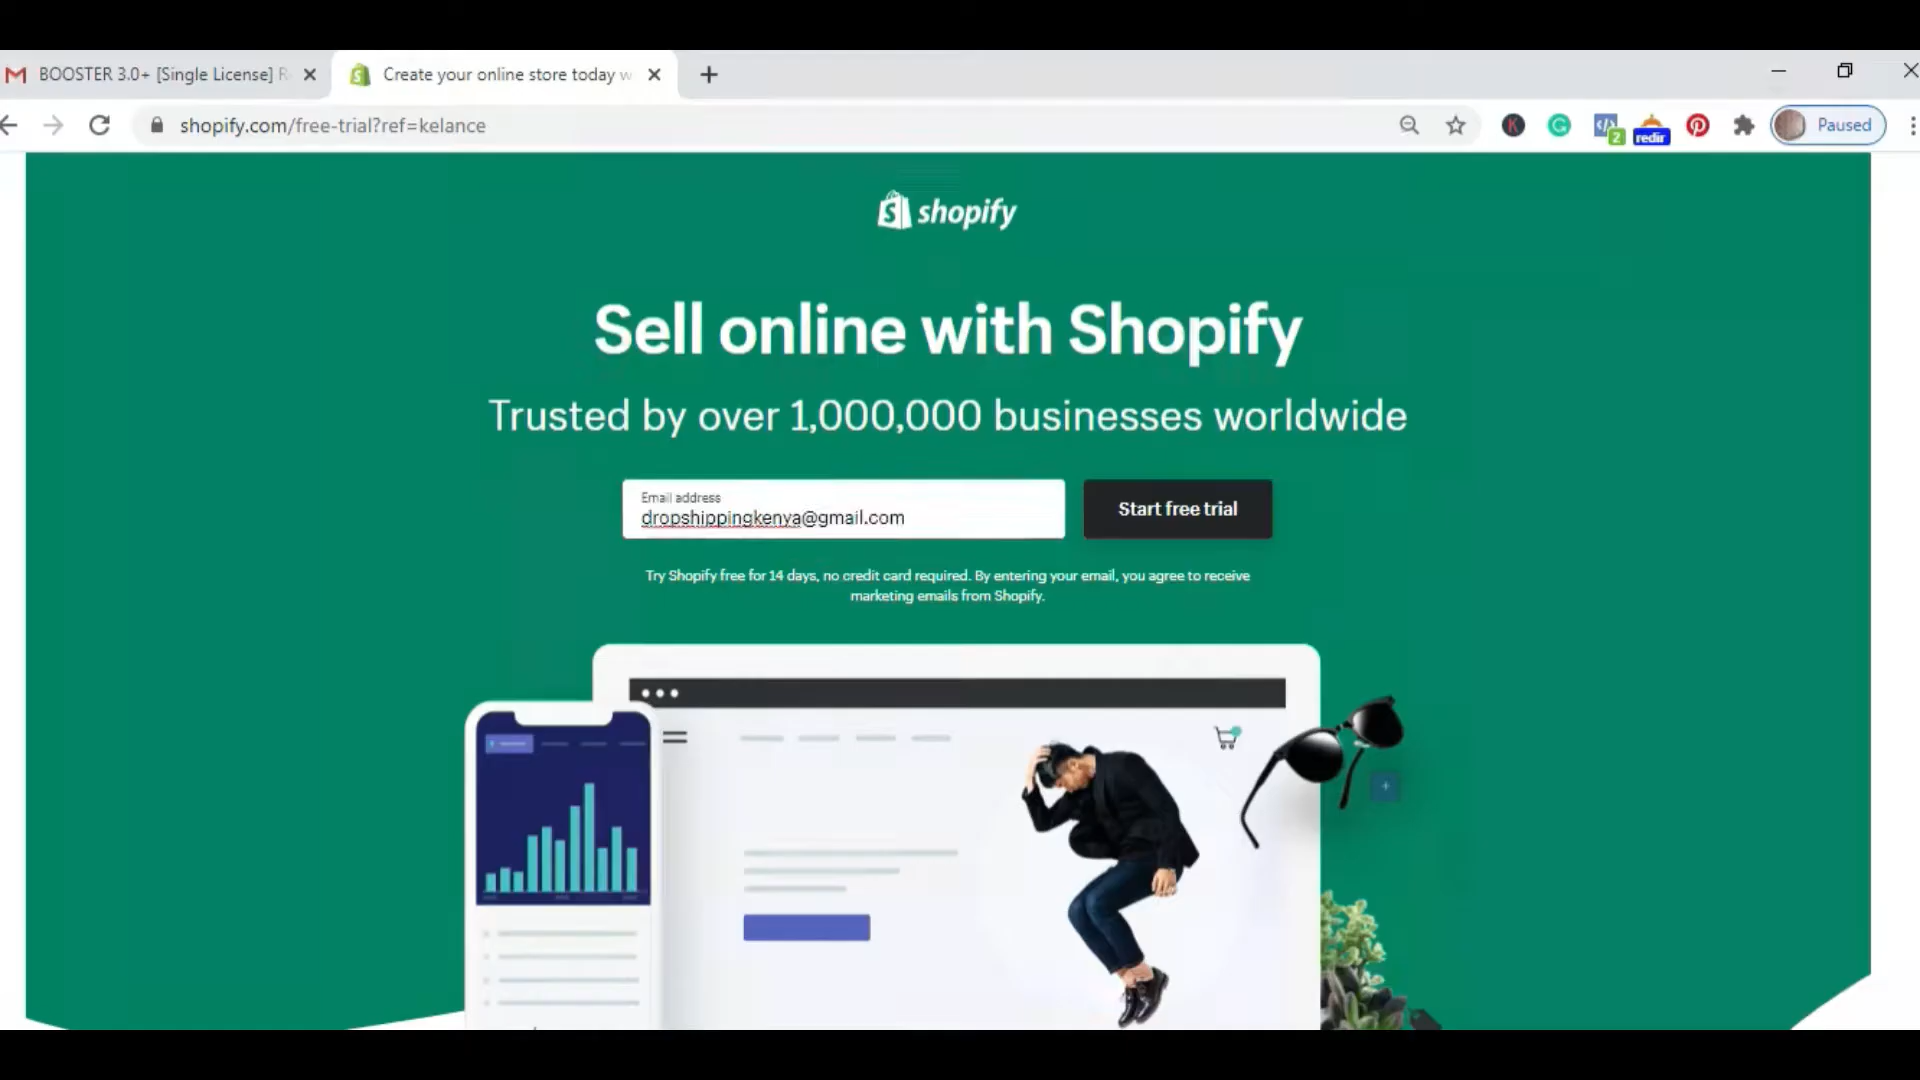 BOOSTER 3.0+ [Single License] R
Create your online store today w
shopify.com/free-trial?ref=kelance
2
redir
Paused
shopify
Sell online with Shopify
Trusted by over 1,000,000 businesses worldwide
Email address
dropshippingkenya@gmail.com
Start free trial
Try Shopify free for 14 days, no credit card required. By entering your email, you agree to receive
marketing emails from Shopify.